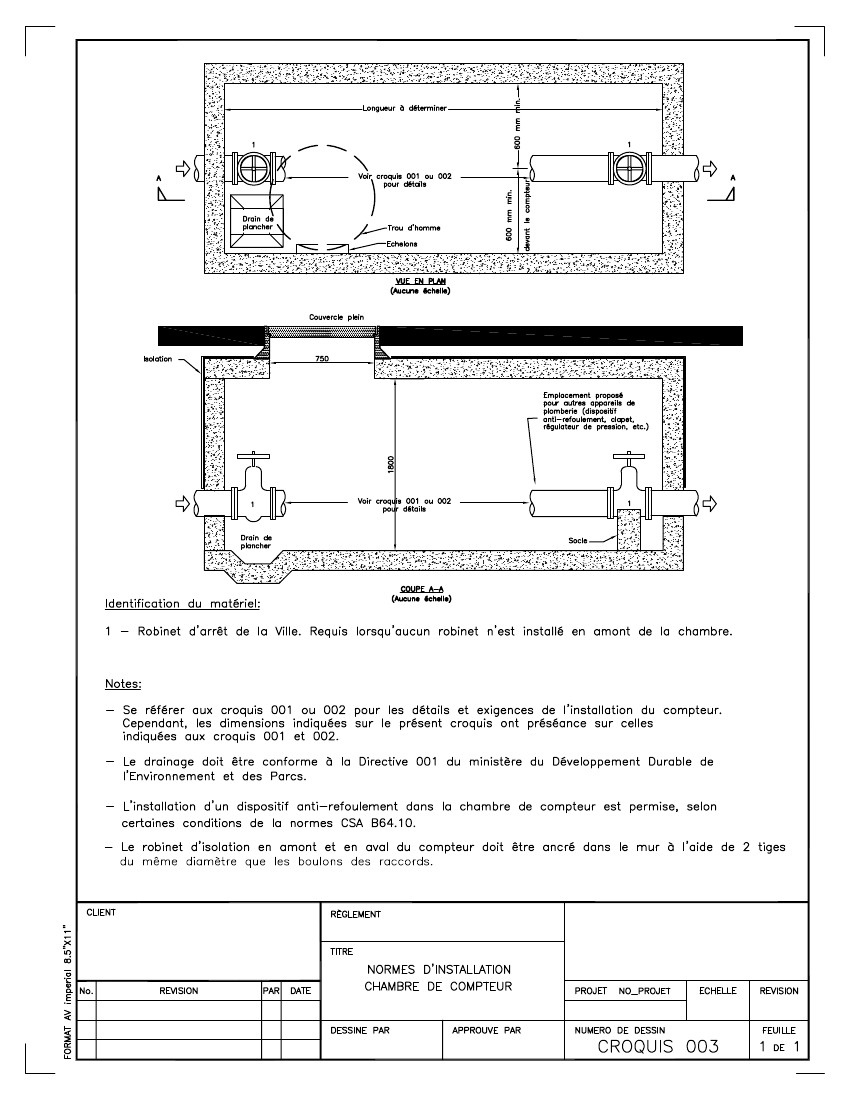 Longueur à déterminer
600 mm min.
1
1
A
A
Voir croquis 001 ou 002
pour détails
600 mm min.
devant le compteur
Drain de
plancher
Trou d'homme
Echelons
VUE EN PLAN
(Aucune échelle)
Couvercle plein
Isolation
750
Emplacement proposé
pour autres appareils de
plomberie (dispositif
anti-refoulement, clapet,
régulateur de pression, etc.)
1800
1
1
Voir croquis 001 ou 002
pour détails
Drain de
plancher
Socle
COUPE A-A
(Aucune échelle)
Identification du matériel:
1 - Robinet d'arrêt de la Ville. Requis lorsqu'aucun robinet n'est installé en amont de la chambre.
Notes:
- Se référer aux croquis 001 ou 002 pour les détails et exigences de l'installation du compteur.
Cependant, les dimensions indiquées sur le présent croquis ont préséance sur celles
indiquées aux croquis 001 et 002.
- Le drainage doit être conforme à la Directive 001 du ministère du Développement Durable de
l'Environnement et des Parcs.
- L'installation d'un dispositif anti-refoulement dans la chambre de compteur est permise, selon
certaines conditions de la normes CSA B64.10.
- Le robinet d'isolation en amont et en aval du compteur doit être ancré dans le mur à l'aide de 2 tiges
du même diamètre que les boulons des raccords.
FORMAT AV imperial 8.5"X11"
CLIENT
RÈGLEMENT
TITRE
NORMES D'INSTALLATION
CHAMBRE DE COMPTEUR
No. REVISION PAR DATE
PROJET NO_PROJET ECHELLE REVISION
DESSINE PAR APPROUVE PAR
NUMERO DE DESSIN FEUILLE
CROQUIS 003 1 DE 1